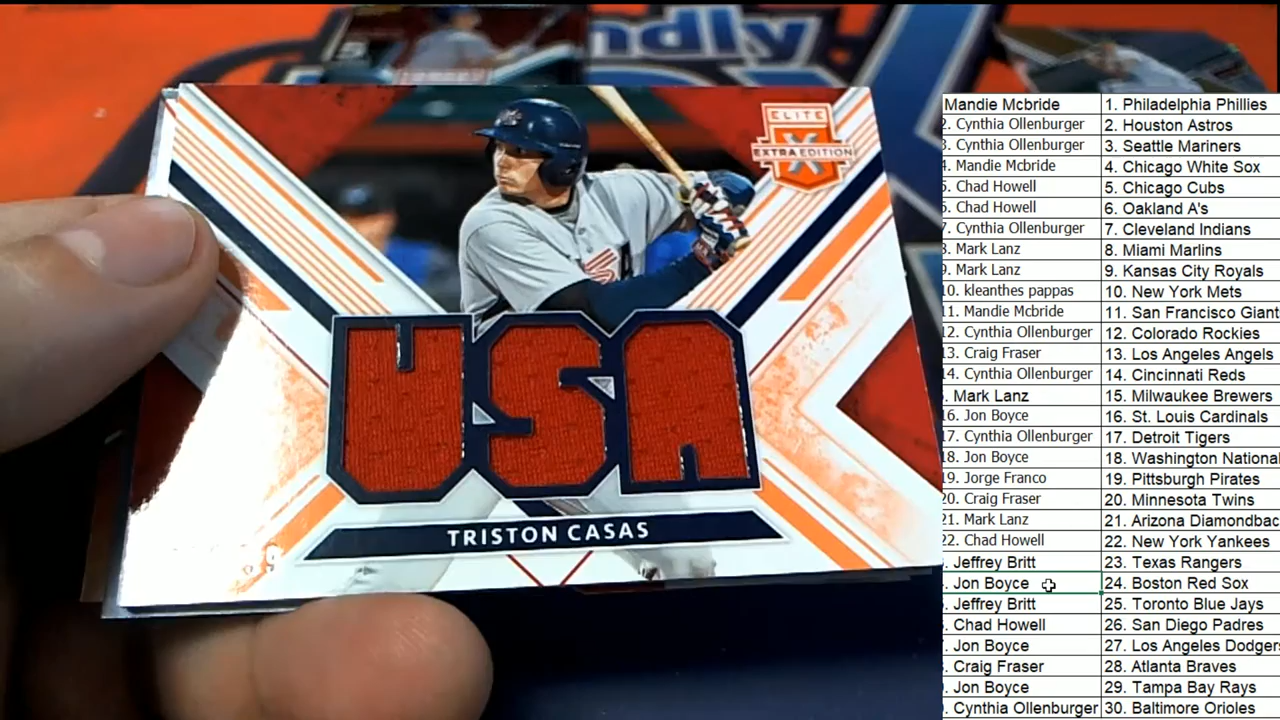 ndly
ELITE
X
EXTRA EDITION
USA
TRISTON CASAS
Mandie Mcbride 1. Philadelphia Phillies
2. Cynthia Ollenburger 2. Houston Astros
3. Cynthia Ollenburger 3. Seattle Mariners
4. Mandie Mcbride 4. Chicago White Sox
5. Chad Howell 5. Chicago Cubs
6. Chad Howell 6. Oakland A's
7. Cynthia Ollenburger 7. Cleveland Indians
8. Mark Lanz 8. Miami Marlins
9. Mark Lanz 9. Kansas City Royals
10. kleanthes pappas 10. New York Mets
11. Mandie Mcbride 11. San Francisco Giant
12. Cynthia Ollenburger 12. Colorado Rockies
13. Craig Fraser 13. Los Angeles Angels
14. Cynthia Ollenburger 14. Cincinnati Reds
. Mark Lanz 15. Milwaukee Brewers
16. Jon Boyce 16. St. Louis Cardinals
17. Cynthia Ollenburger 17. Detroit Tigers
18. Jon Boyce 18. Washington National
19. Jorge Franco 19. Pittsburgh Pirates
20. Craig Fraser 20. Minnesota Twins
21. Mark Lanz 21. Arizona Diamondbac
22. Chad Howell 22. New York Yankees
. Jeffrey Britt 23. Texas Rangers
. Jon Boyce 24. Boston Red Sox
. Jeffrey Britt 25. Toronto Blue Jays
. Chad Howell 26. San Diego Padres
. Jon Boyce 27. Los Angeles Dodgers
. Craig Fraser 28. Atlanta Braves
. Jon Boyce 29. Tampa Bay Rays
. Cynthia Ollenburger 30. Baltimore Orioles